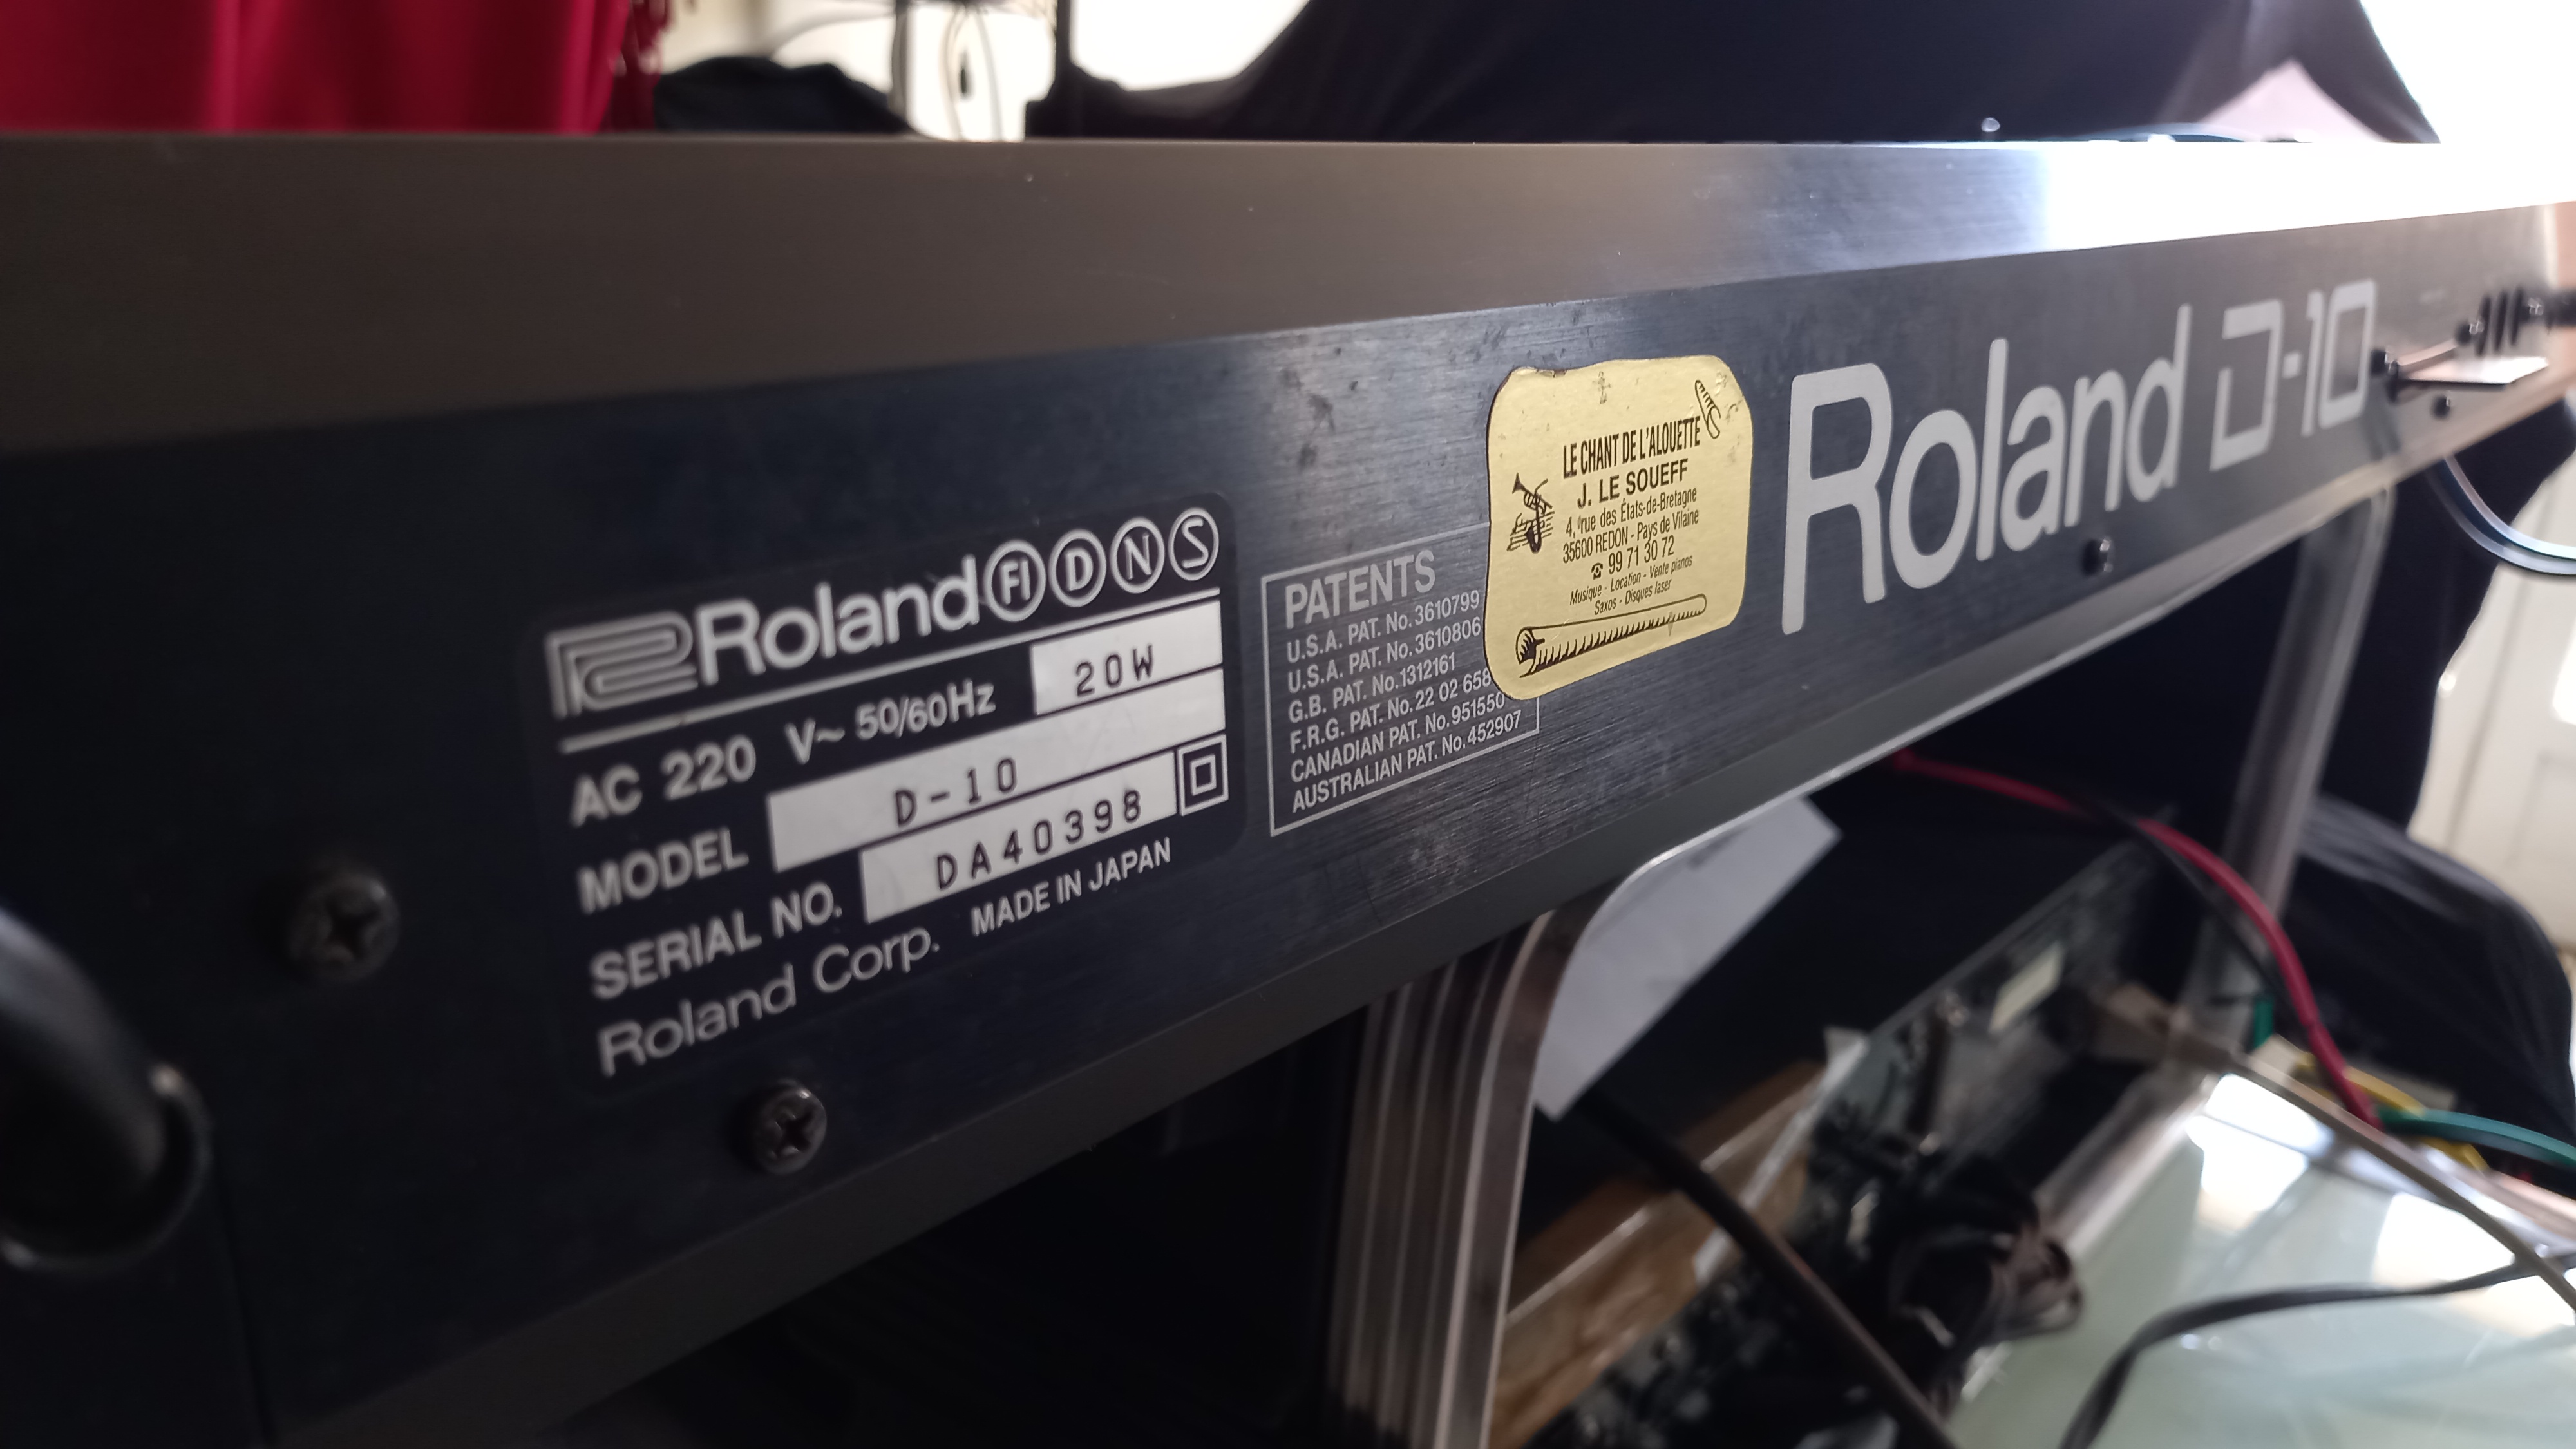 Roland FI D N S
AC 220 V~ 50/60Hz 20W
MODEL D-10
SERIAL NO. DA40398
Roland Corp. MADE IN JAPAN
PATENTS
U.S.A. PAT. No. 3610799
U.S.A. PAT. No. 3610806
G.B. PAT. No. 1312161
F.R.G. PAT. No. 22 02 658
CANADIAN PAT. No. 951550
AUSTRALIAN PAT. No. 452907
LE CHANT DE L'ALOUETTE
J. LE SOUEFF
4, rue des États-de-Bretagne
35600 REDON - Pays de Vilaine
☎ 99 71 30 72
Musique - Location - Vente pianos
Saxos - Disques laser
Roland D-10